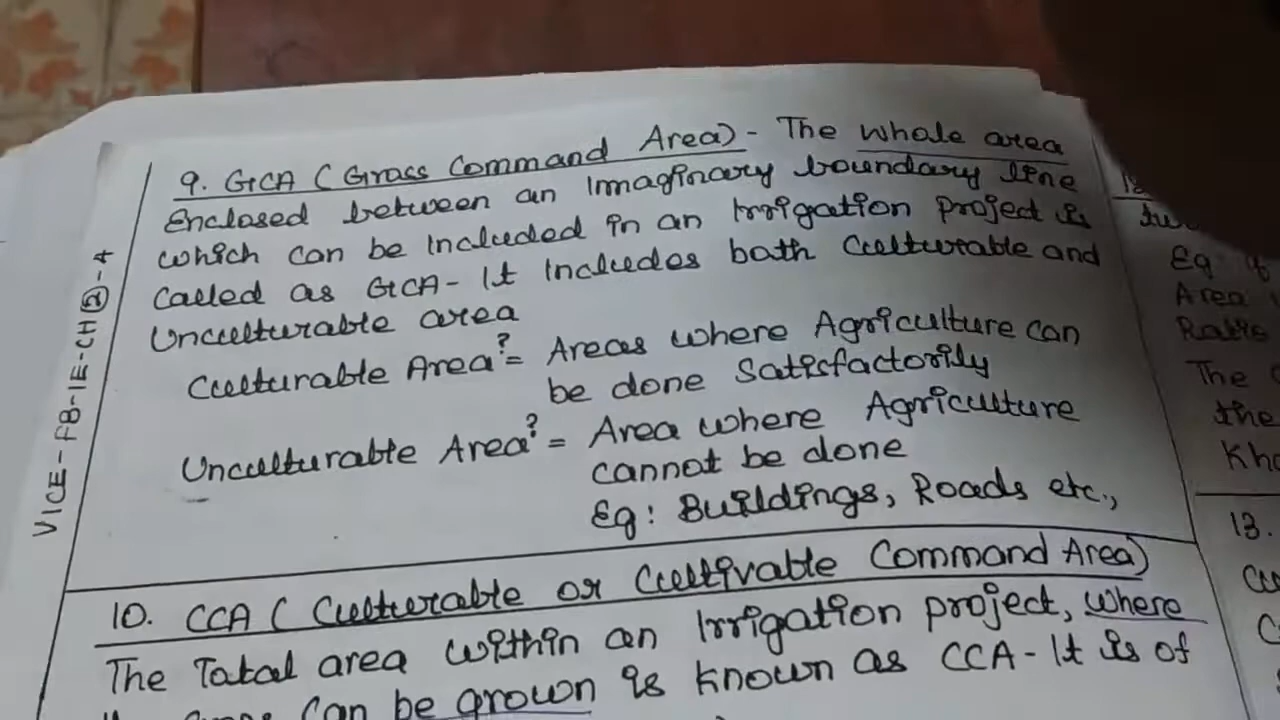 9. GCA (Gross Command Area) - The whole area
Enclosed between an Imaginary boundary line
which can be Included in an Irrigation project is
Called as GCA - It Includes both Culturable and
Unculturable area
Culturable Area? = Areas where Agriculture can
be done Satisfactorily
Unculturable Area? = Area where Agriculture
cannot be done
Eg: Buildings, Roads etc.,
10. CCA (Culturable or Cultivable Command Area)
The Total area within an Irrigation project, where
can be grown is known as CCA - It is of
VICE-FB-IE-CH②-4
Eg
Area
The
the
13.